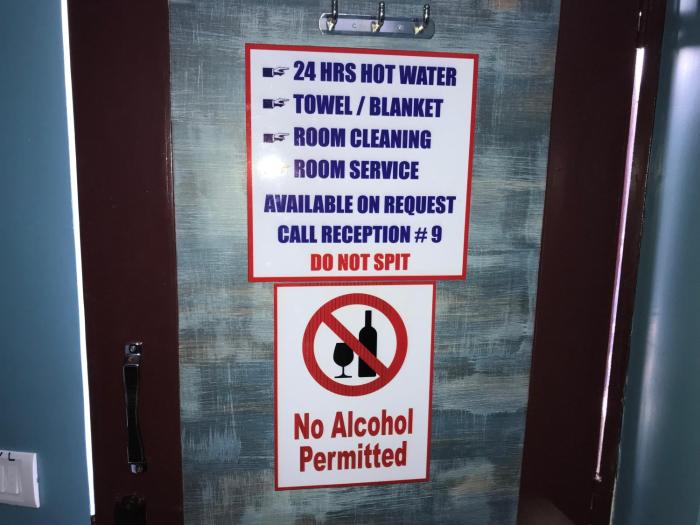 24 HRS HOT WATER
TOWEL / BLANKET
ROOM CLEANING
ROOM SERVICE
AVAILABLE ON REQUEST
CALL RECEPTION # 9
DO NOT SPIT
No Alcohol
Permitted